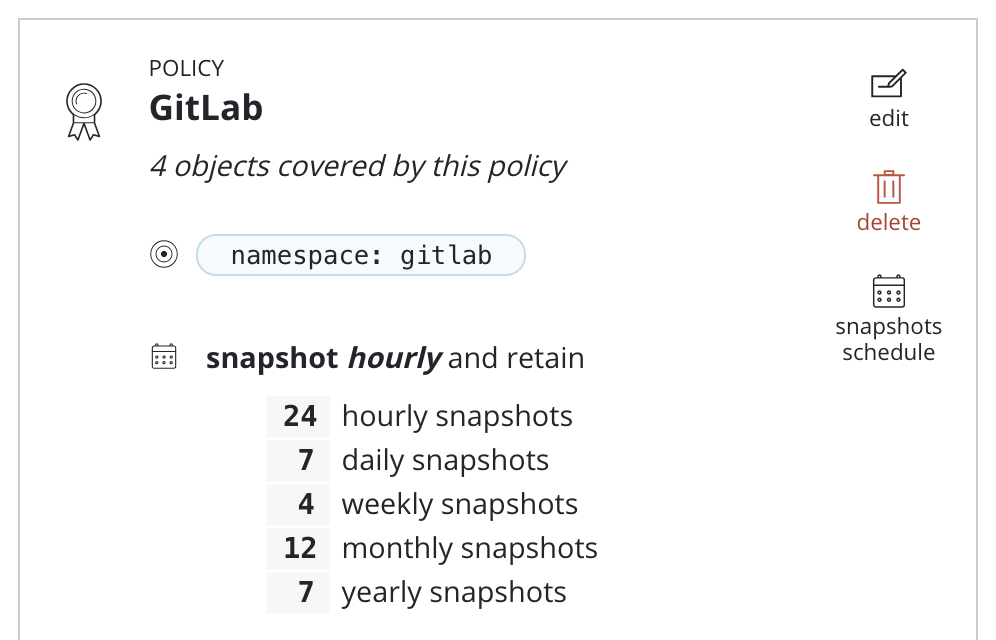 POLICY
GitLab
4 objects covered by this policy
namespace: gitlab
snapshot hourly and retain
24 hourly snapshots
7 daily snapshots
4 weekly snapshots
12 monthly snapshots
7 yearly snapshots
edit
delete
snapshots
schedule